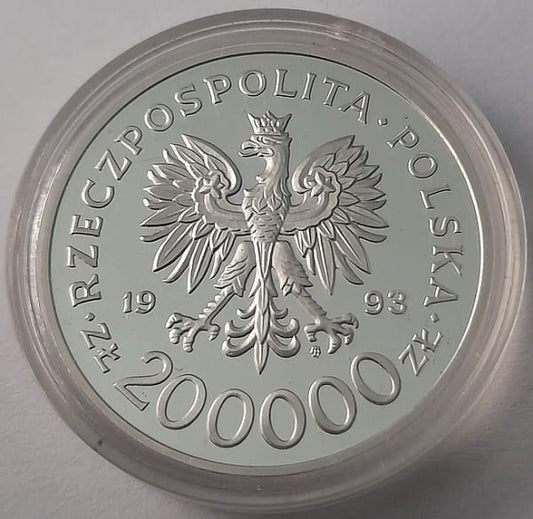 ZŁ · RZECZPOSPOLITA · POLSKA · ZŁ
19 93
200000